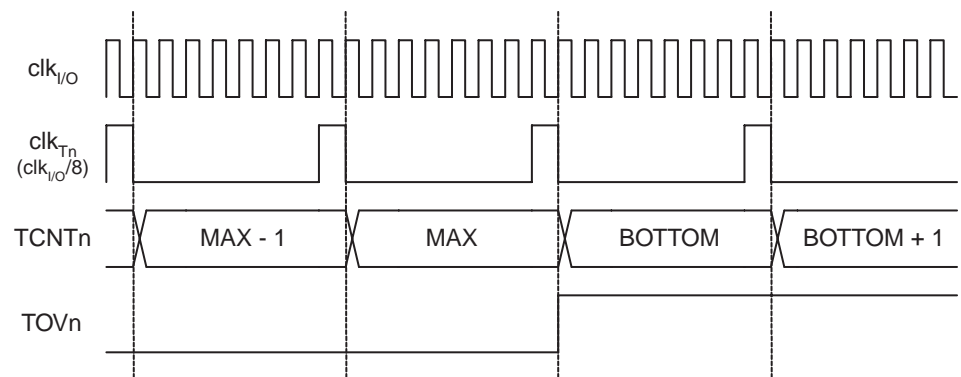 clkI/O
clkTn
(clkI/O/8)
TCNTn MAX - 1 MAX BOTTOM BOTTOM + 1
TOVn